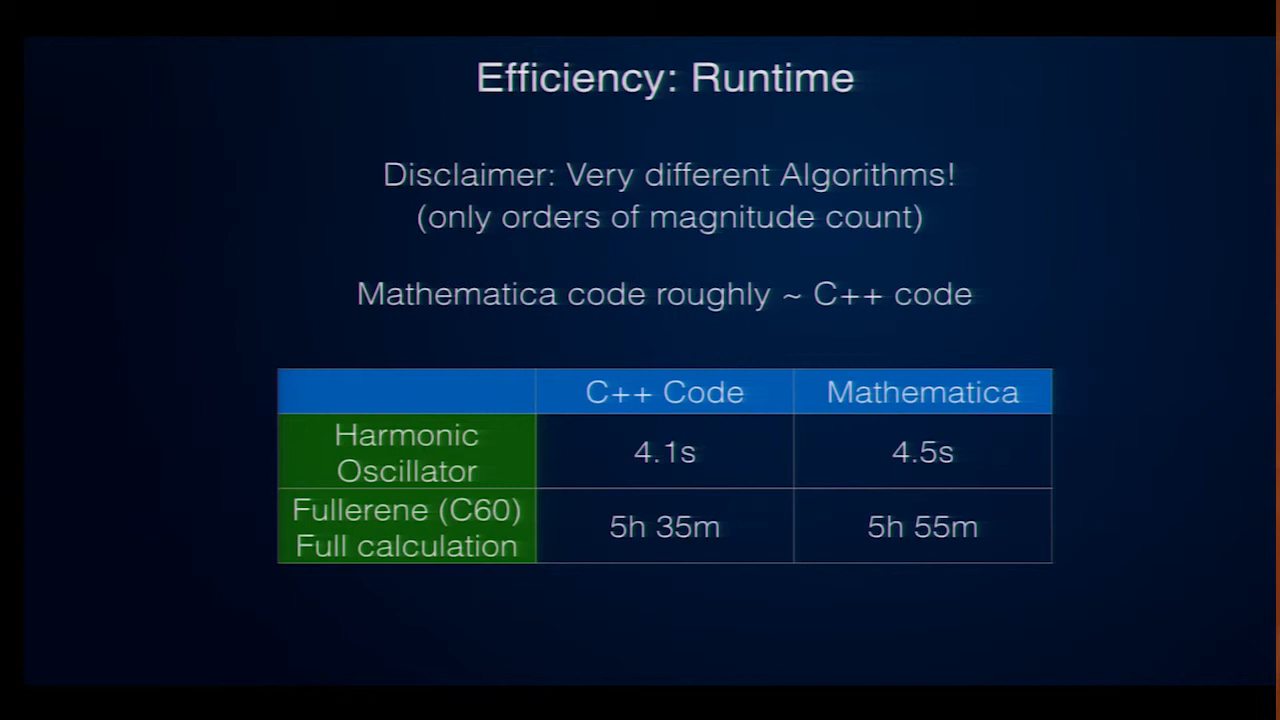 Efficiency: Runtime
Disclaimer: Very different Algorithms!
(only orders of magnitude count)
Mathematica code roughly ~ C++ code
C++ Code Mathematica
Harmonic
Oscillator
4.1s 4.5s
Fullerene (C60)
Full calculation
5h 35m 5h 55m